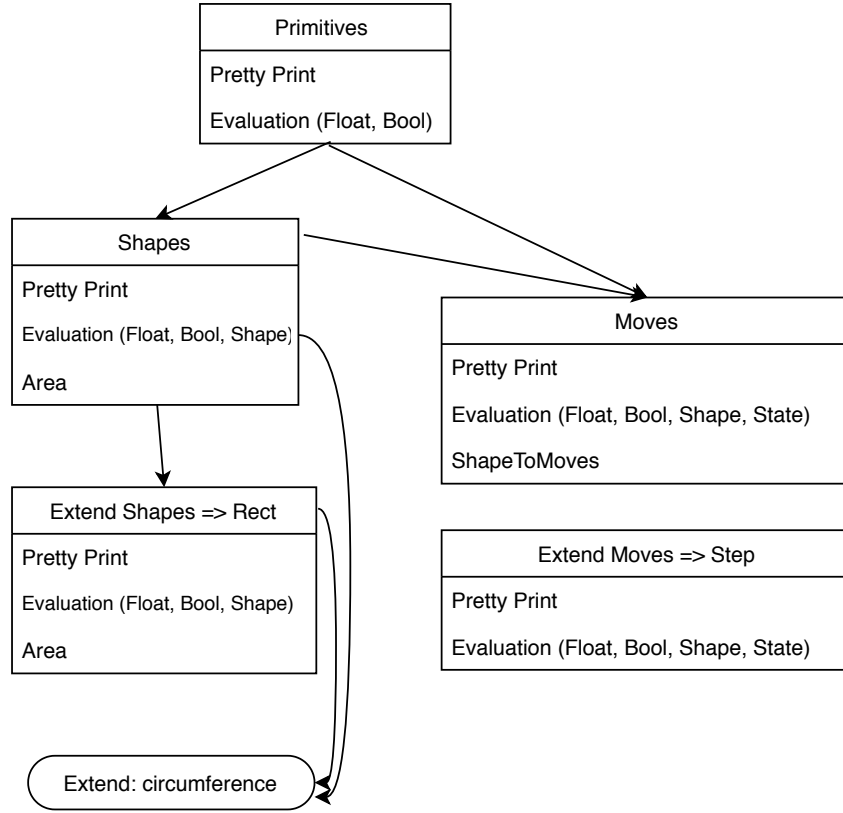 Primitives
Pretty Print
Evaluation (Float, Bool)
Shapes
Pretty Print
Evaluation (Float, Bool, Shape)
Area
Moves
Pretty Print
Evaluation (Float, Bool, Shape, State)
ShapeToMoves
Extend Shapes => Rect
Pretty Print
Evaluation (Float, Bool, Shape)
Area
Extend Moves => Step
Pretty Print
Evaluation (Float, Bool, Shape, State)
Extend: circumference